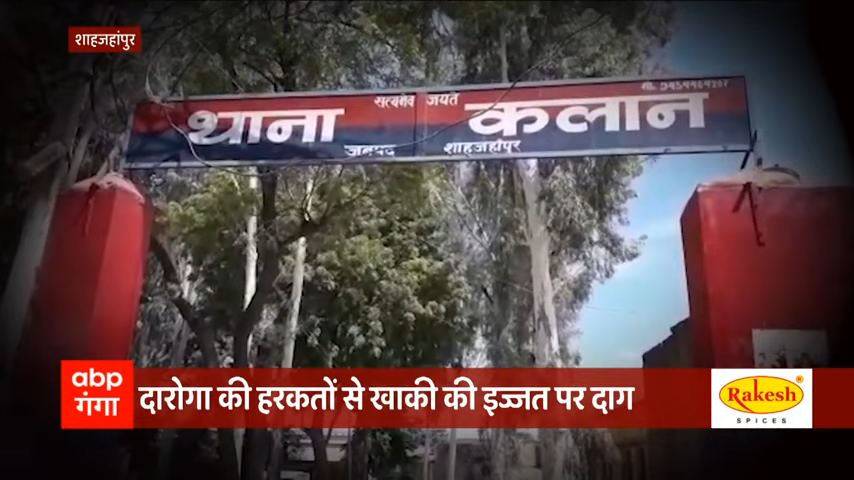 शाहजहांपुर
सत्यमेव जयते
थाना कलान
जनपद शाहजहांपुर
abp गंगा
दारोगा की हरकतों से खाकी की इज्जत पर दाग
Rakesh
SPICES